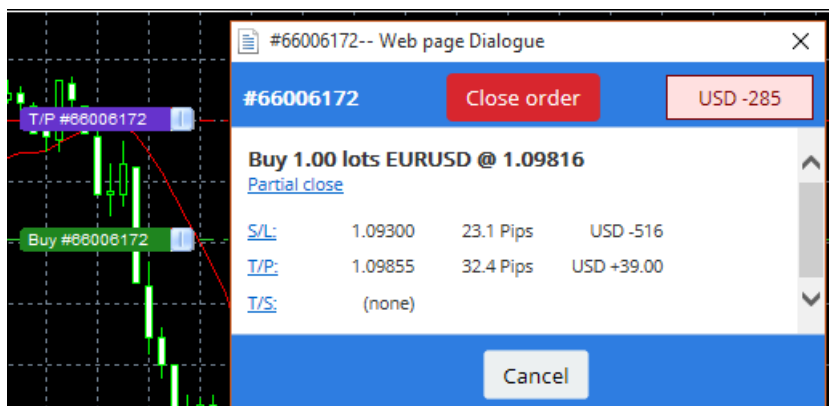 #66006172-- Web page Dialogue
#66006172 Close order USD -285
T/P #66006172
Buy 1.00 lots EURUSD @ 1.09816
Partial close
Buy #66006172
S/L: 1.09300 23.1 Pips USD -516
T/P: 1.09855 32.4 Pips USD +39.00
T/S: (none)
Cancel